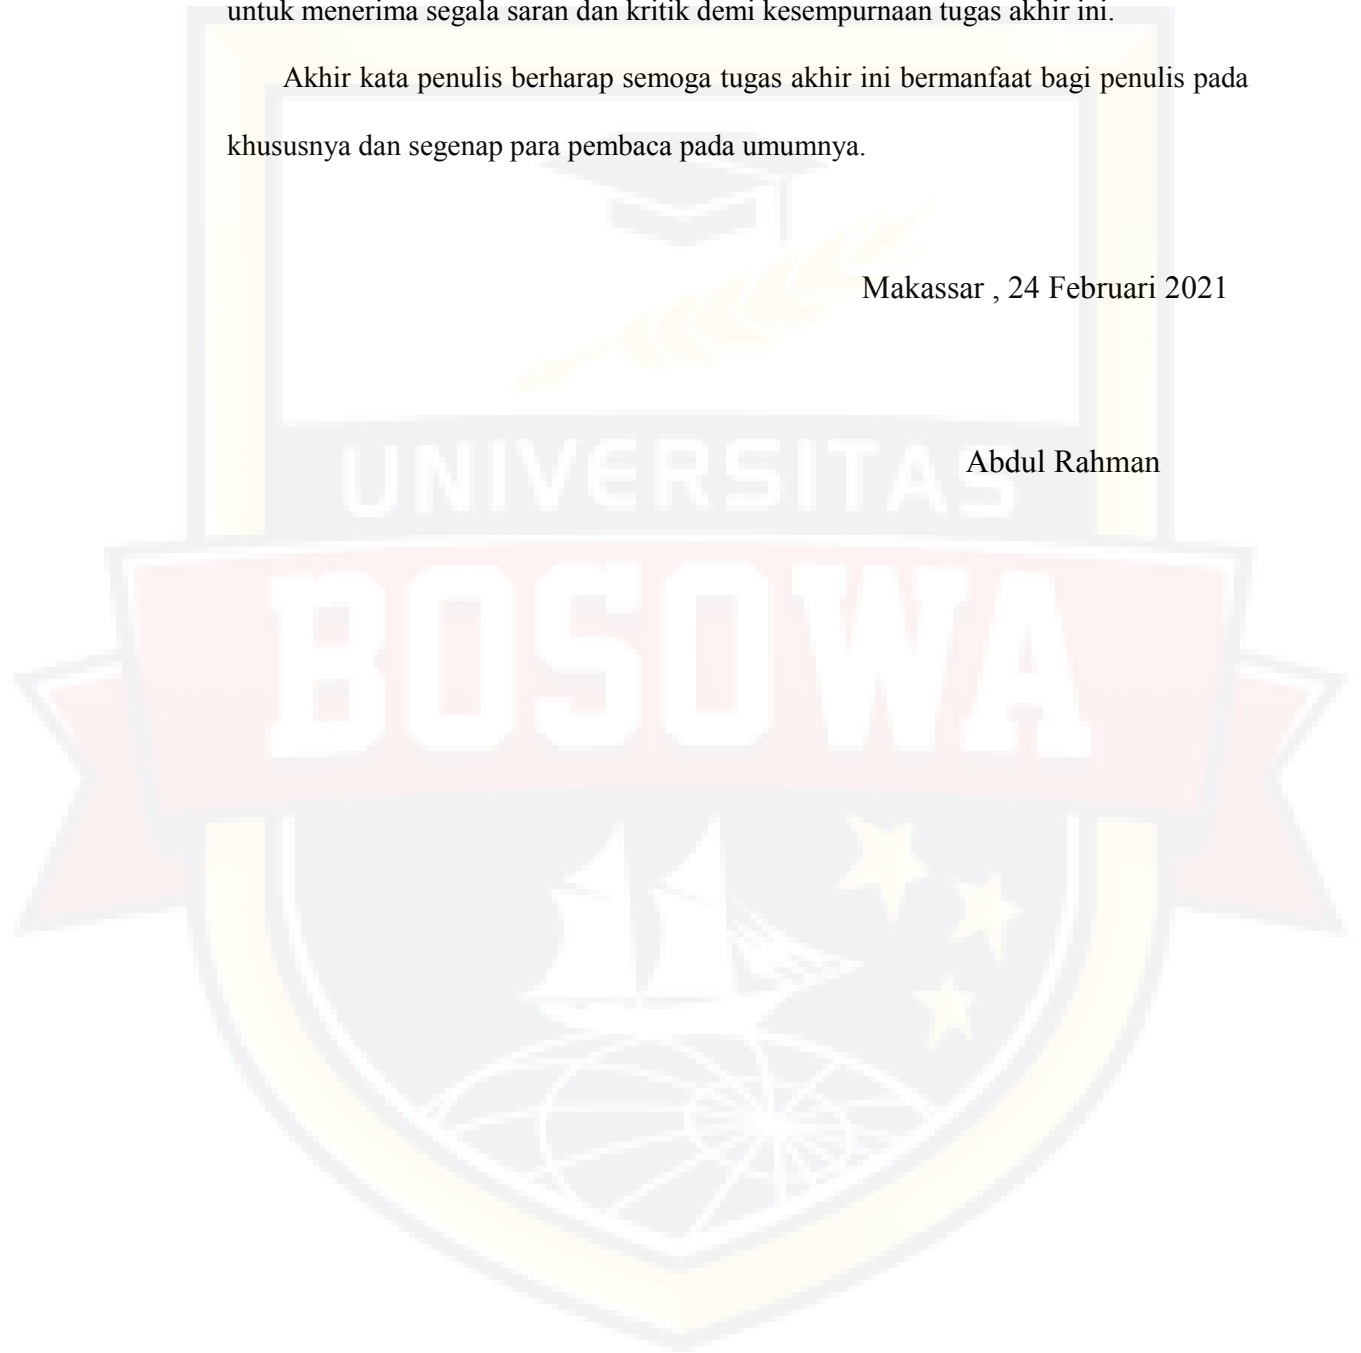 untuk menerima segala saran dan kritik demi kesempurnaan tugas akhir ini.
Akhir kata penulis berharap semoga tugas akhir ini bermanfaat bagi penulis pada
khususnya dan segenap para pembaca pada umumnya.
Makassar , 24 Februari 2021
Abdul Rahman
UNIVERSITAS
BOSOWA